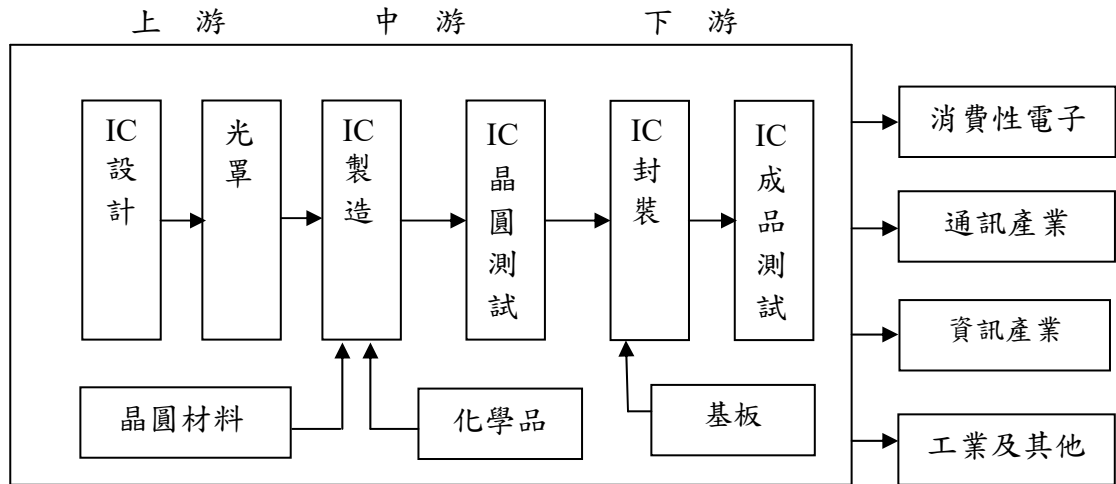 上　游　中　游　下　游
IC設計
光罩
IC製造
IC晶圓測試
IC封裝
IC成品測試
晶圓材料
化學品
基板
消費性電子
通訊產業
資訊產業
工業及其他